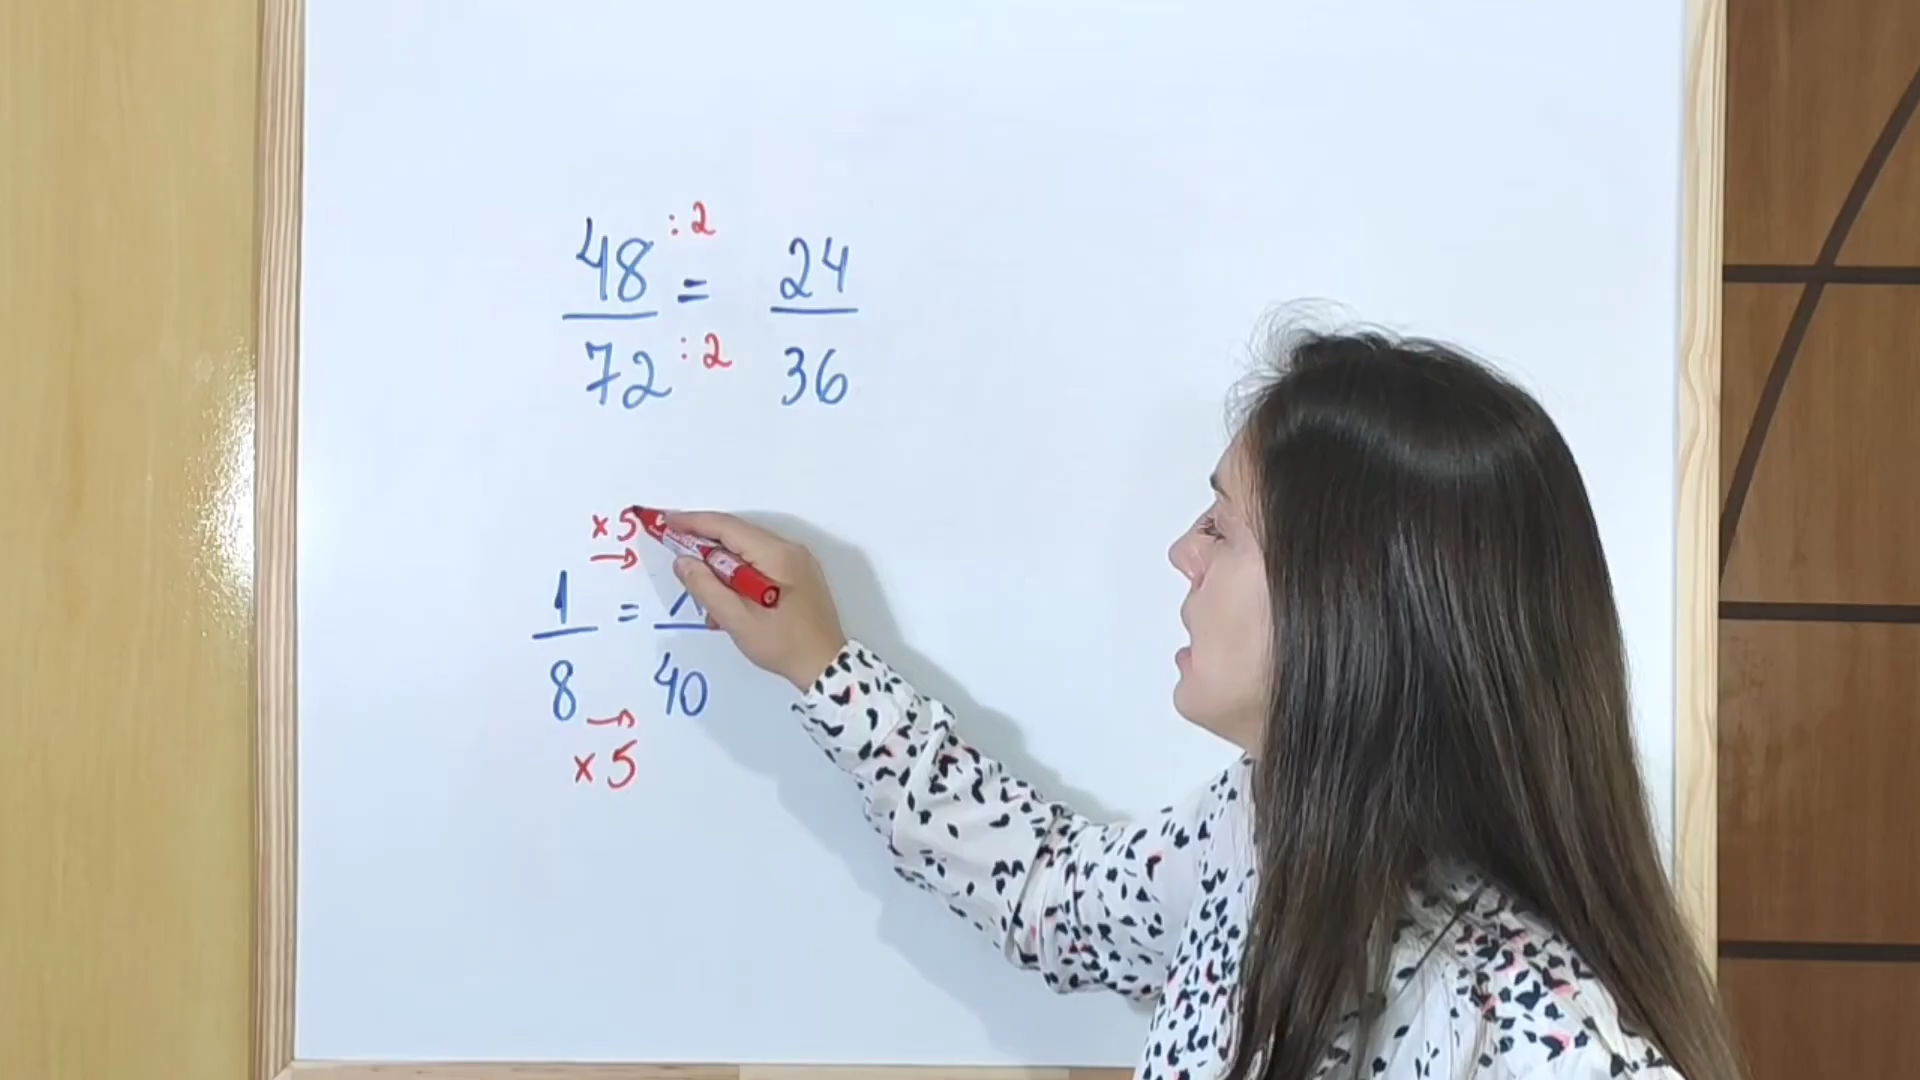 48 :2 = 24
72 :2 36
×5
→
1 = 
8 → 40
×5